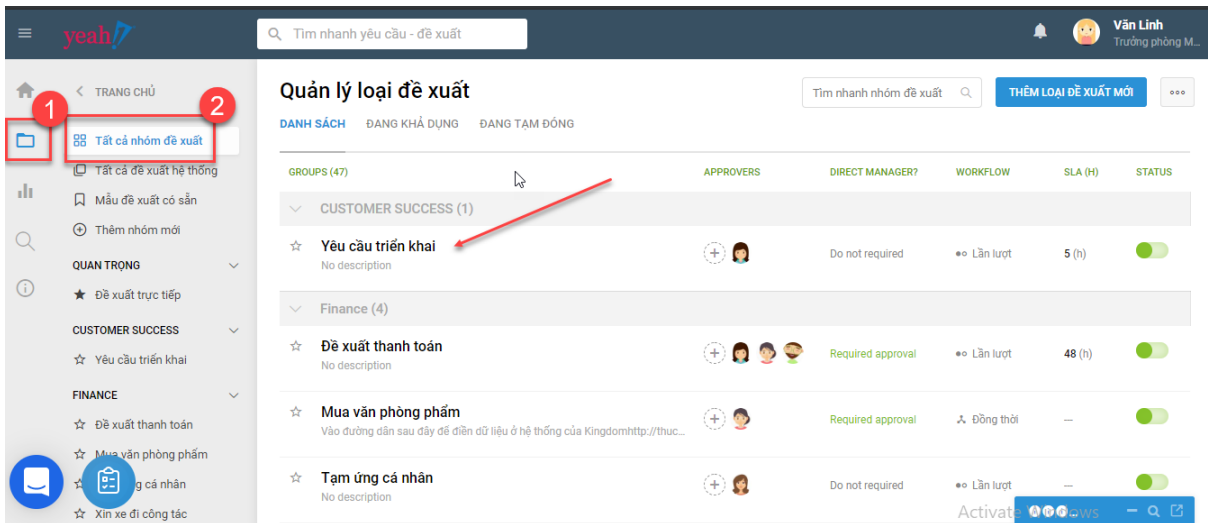 yeah!
Tìm nhanh yêu cầu - đề xuất
Văn Linh
Trưởng phòng M...
1
2
TRANG CHỦ
Tất cả nhóm đề xuất
Tất cả đề xuất hệ thống
Mẫu đề xuất có sẵn
Thêm nhóm mới
QUAN TRỌNG
Đề xuất trực tiếp
CUSTOMER SUCCESS
Yêu cầu triển khai
FINANCE
Đề xuất thanh toán
Mua văn phòng phẩm
g cá nhân
Xin xe đi công tác
Quản lý loại đề xuất
Tìm nhanh nhóm đề xuất
THÊM LOẠI ĐỀ XUẤT MỚI
DANH SÁCH ĐANG KHẢ DỤNG ĐANG TẠM ĐÓNG
GROUPS (47) APPROVERS DIRECT MANAGER? WORKFLOW SLA (H) STATUS
CUSTOMER SUCCESS (1)
Yêu cầu triển khai
No description
Do not required Lần lượt 5 (h)
Finance (4)
Đề xuất thanh toán
No description
Required approval Lần lượt 48 (h)
Mua văn phòng phẩm
Vào đường dẫn sau đây để điền dữ liệu ở hệ thống của Kingdomhttp://thuc...
Required approval Đồng thời —
Tạm ứng cá nhân
No description
Do not required Lần lượt —
Activate